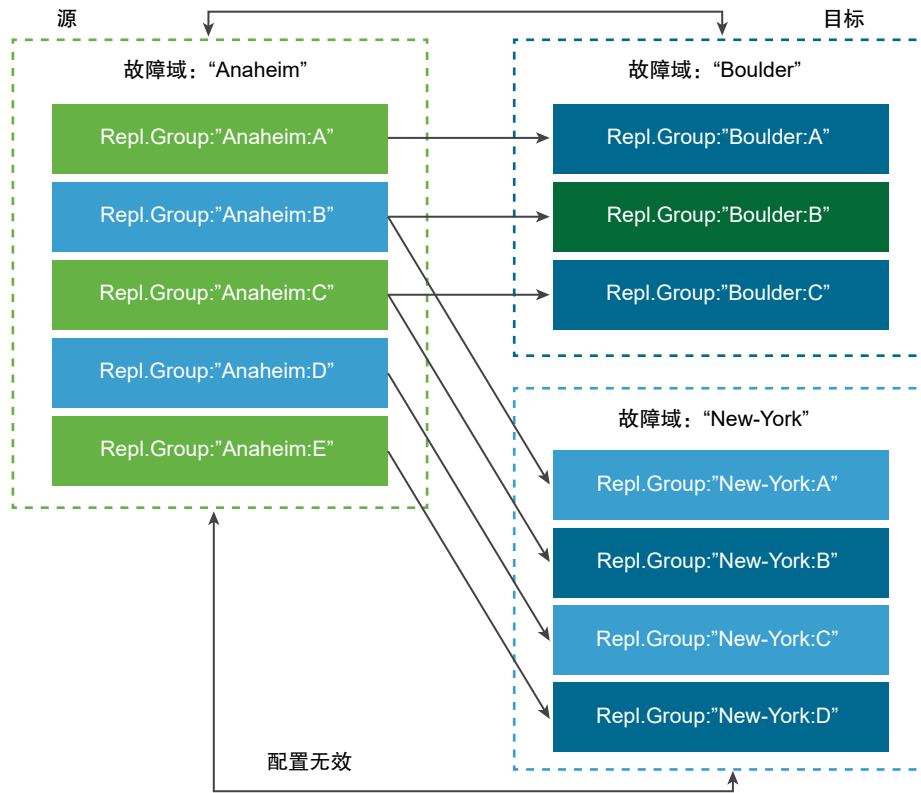 源
目标
故障域：“Anaheim”
Repl.Group:”Anaheim:A”
Repl.Group:”Anaheim:B”
Repl.Group:”Anaheim:C”
Repl.Group:”Anaheim:D”
Repl.Group:”Anaheim:E”
故障域：“Boulder”
Repl.Group:”Boulder:A”
Repl.Group:”Boulder:B”
Repl.Group:”Boulder:C”
故障域：“New-York”
Repl.Group:”New-York:A”
Repl.Group:”New-York:B”
Repl.Group:”New-York:C”
Repl.Group:”New-York:D”
配置无效